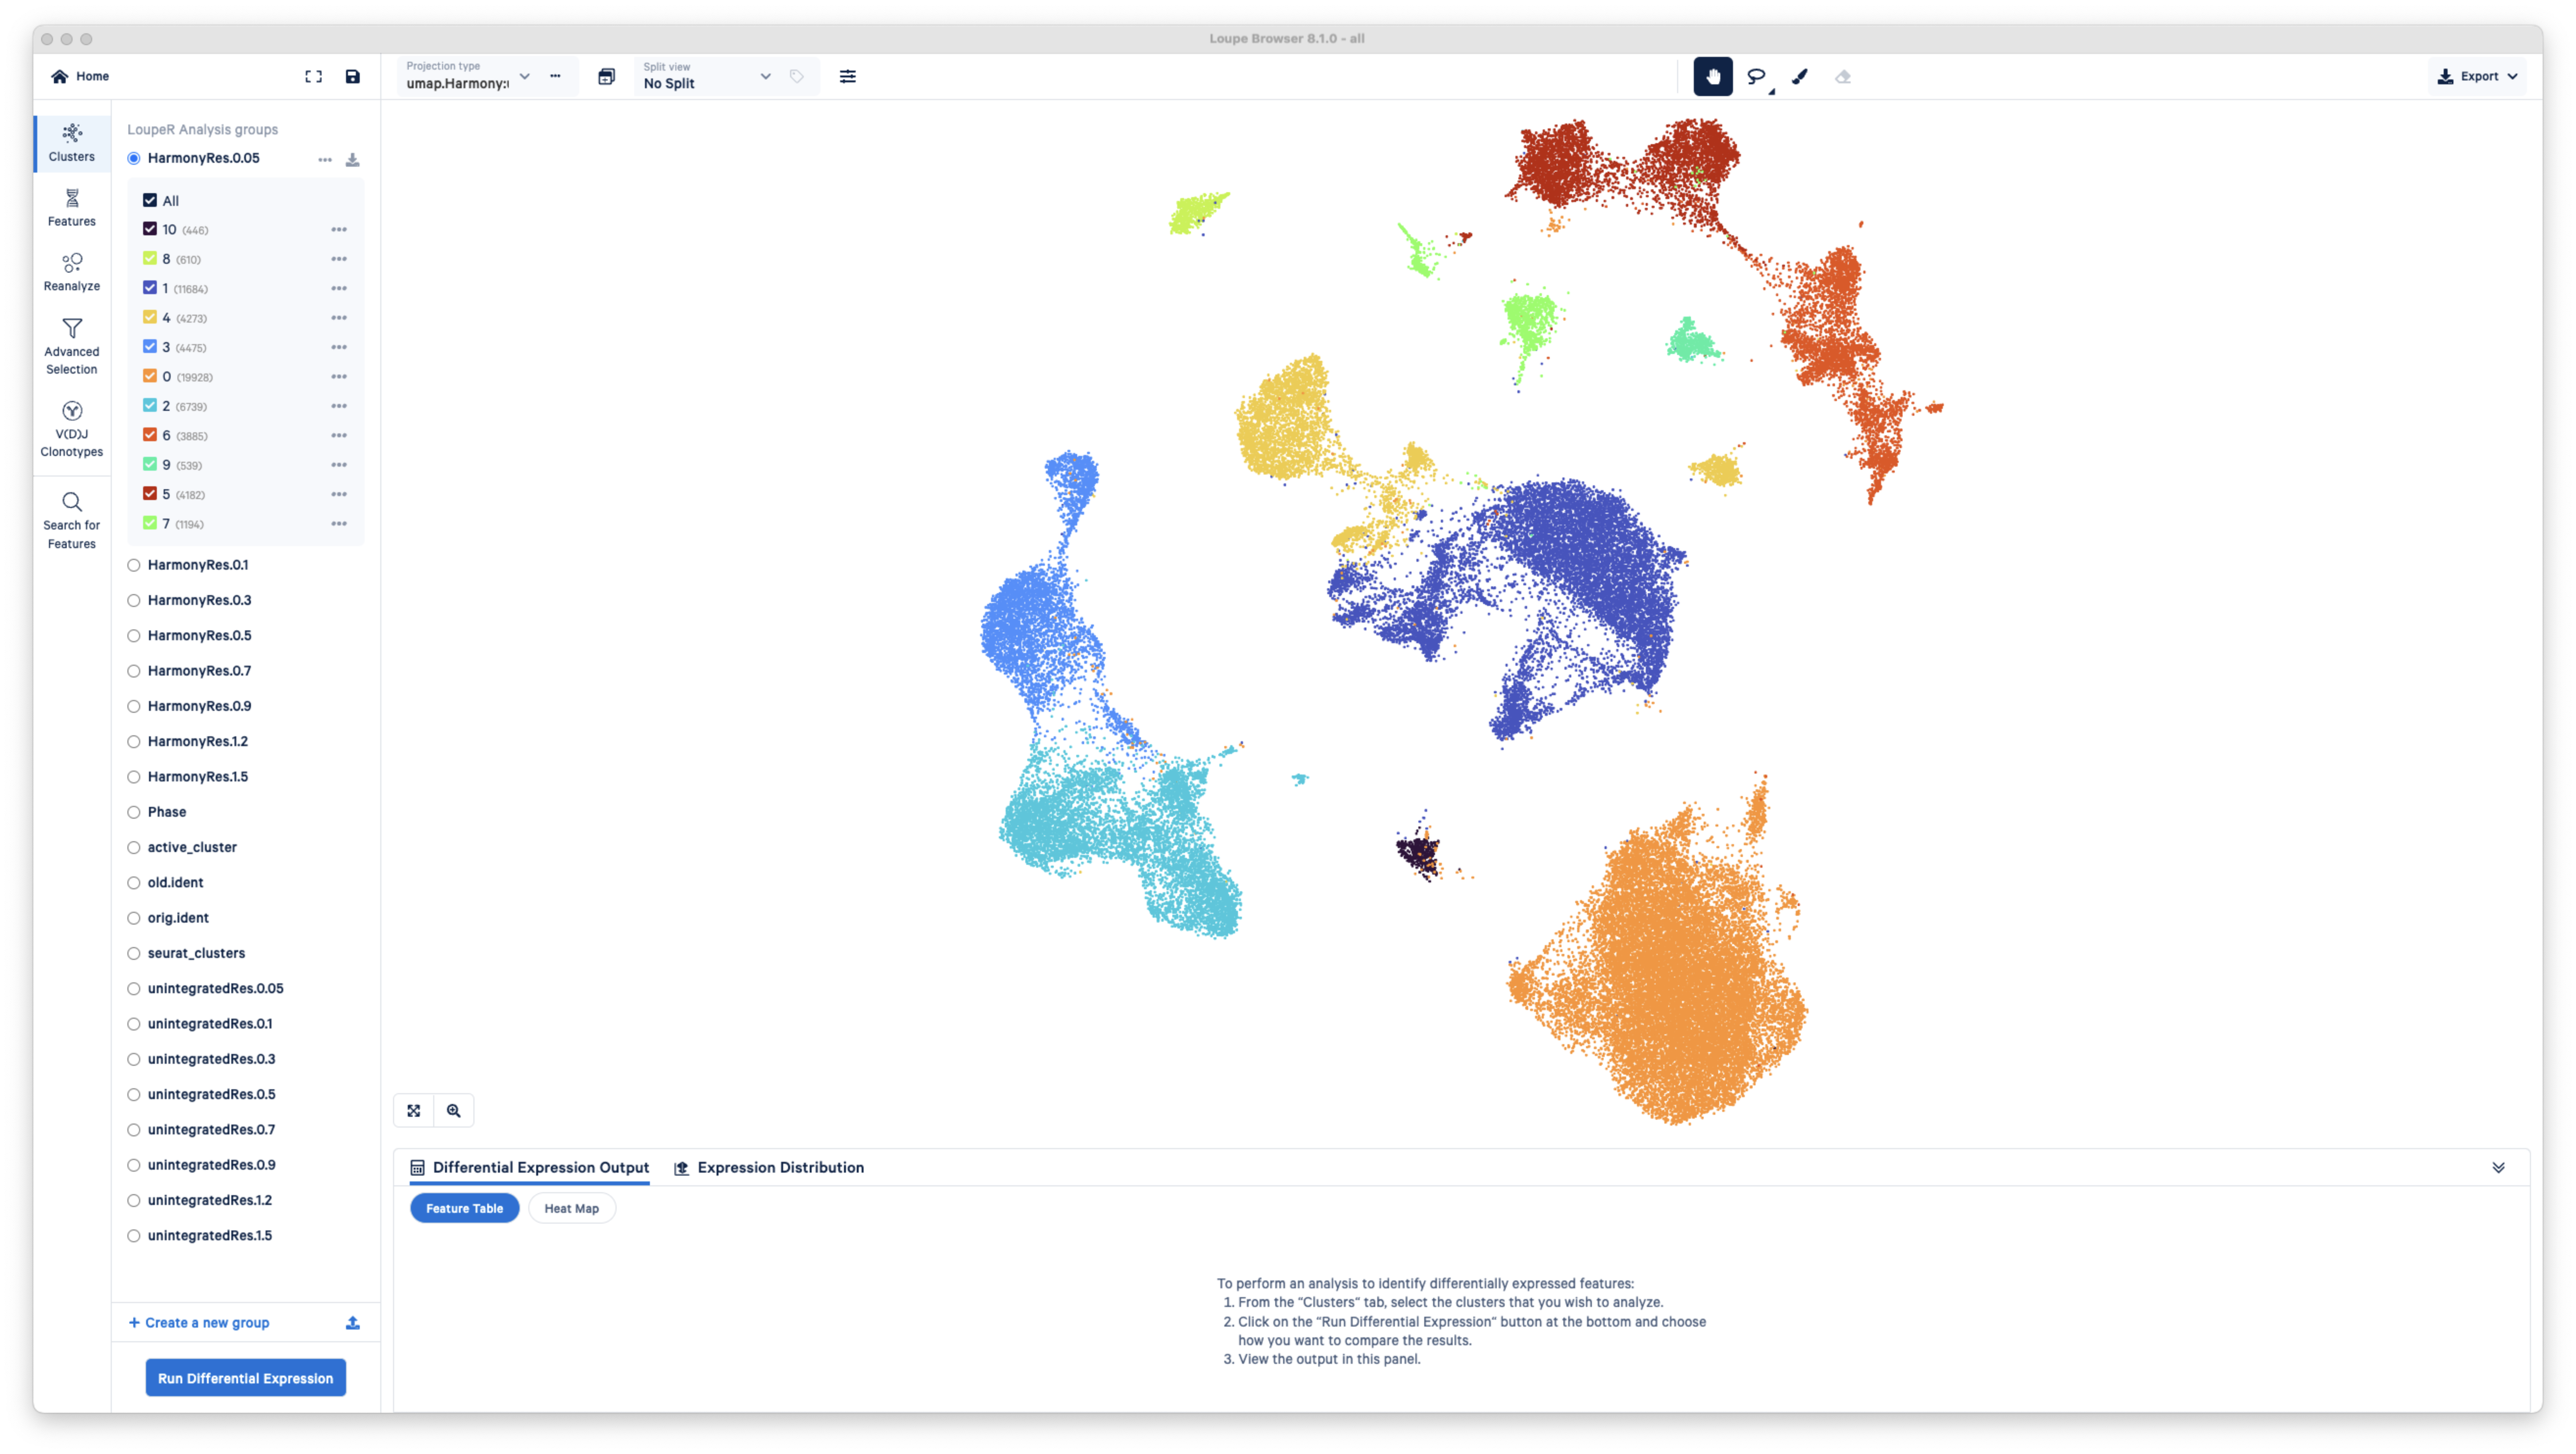 Loupe Browser 8.1.0 - all
Home
Projection type
umap.Harmony:
Split view
No Split
Export
Clusters
Features
Reanalyze
Advanced
Selection
V(D)J
Clonotypes
Search for
Features
LoupeR Analysis groups
HarmonyRes.0.05
All
10 (446)
8 (610)
1 (11684)
4 (4273)
3 (4475)
0 (19928)
2 (6739)
6 (3885)
9 (539)
5 (4182)
7 (1194)
HarmonyRes.0.1
HarmonyRes.0.3
HarmonyRes.0.5
HarmonyRes.0.7
HarmonyRes.0.9
HarmonyRes.1.2
HarmonyRes.1.5
Phase
active_cluster
old.ident
orig.ident
seurat_clusters
unintegratedRes.0.05
unintegratedRes.0.1
unintegratedRes.0.3
unintegratedRes.0.5
unintegratedRes.0.7
unintegratedRes.0.9
unintegratedRes.1.2
unintegratedRes.1.5
+ Create a new group
Run Differential Expression
Differential Expression Output
Expression Distribution
Feature Table
Heat Map
To perform an analysis to identify differentially expressed features:
1. From the "Clusters" tab, select the clusters that you wish to analyze.
2. Click on the "Run Differential Expression" button at the bottom and choose
how you want to compare the results.
3. View the output in this panel.